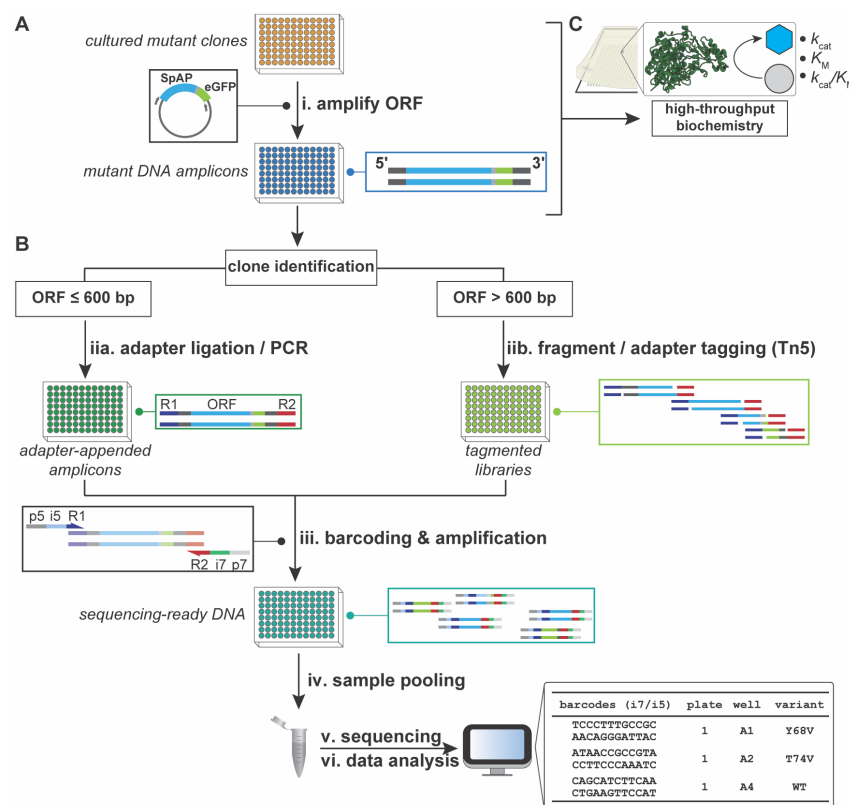 A
cultured mutant clones
SpAP
eGFP
i. amplify ORF
mutant DNA amplicons
5'
3'
C
kcat
KM
kcat/KM
high-throughput
biochemistry
B
clone identification
ORF ≤ 600 bp
ORF > 600 bp
iia. adapter ligation / PCR
iib. fragment / adapter tagging (Tn5)
R1 ORF R2
adapter-appended
amplicons
tagmented
libraries
p5 i5 R1
R2 i7 p7
iii. barcoding & amplification
sequencing-ready DNA
iv. sample pooling
v. sequencing
vi. data analysis
barcodes (i7/i5) plate well variant
TCCCTTTGCCGC
AACAGGGATTAC
1 A1 Y68V
ATAACCGCCGTA
CCTTCCCAAATC
1 A2 T74V
CAGCATCTTCAA
CTGAAGTTCCAT
1 A4 WT